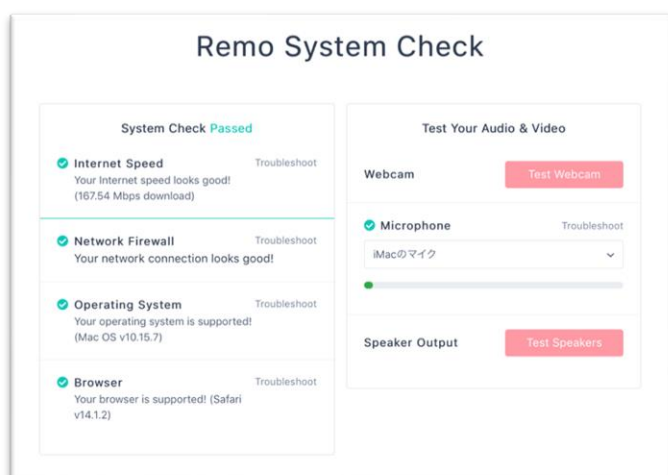 Remo System Check
System Check Passed
Internet Speed Troubleshoot
Your Internet speed looks good!
(167.54 Mbps download)
Network Firewall Troubleshoot
Your network connection looks good!
Operating System Troubleshoot
Your operating system is supported!
(Mac OS v10.15.7)
Browser Troubleshoot
Your browser is supported! (Safari
v14.1.2)
Test Your Audio & Video
Webcam Test Webcam
Microphone Troubleshoot
iMacのマイク
Speaker Output Test Speakers